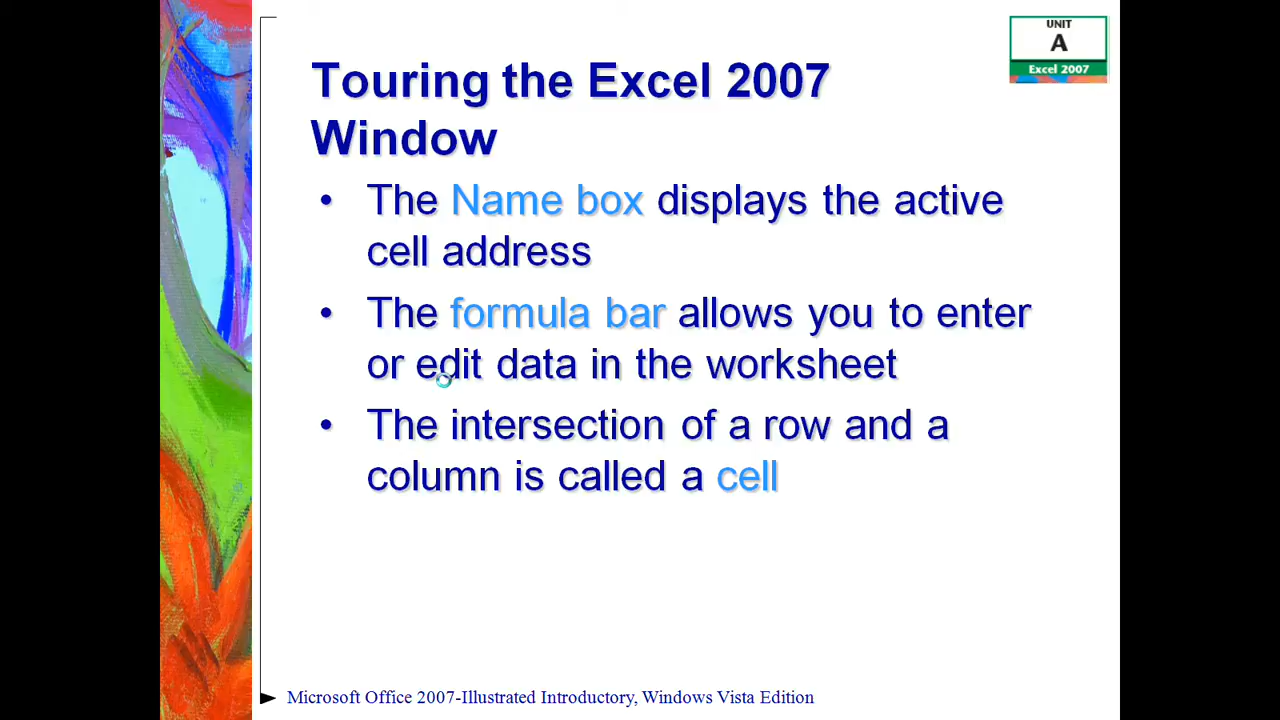 UNIT
A
Excel 2007
Touring the Excel 2007
Window
• The Name box displays the active
cell address
• The formula bar allows you to enter
or edit data in the worksheet
• The intersection of a row and a
column is called a cell
Microsoft Office 2007-Illustrated Introductory, Windows Vista Edition